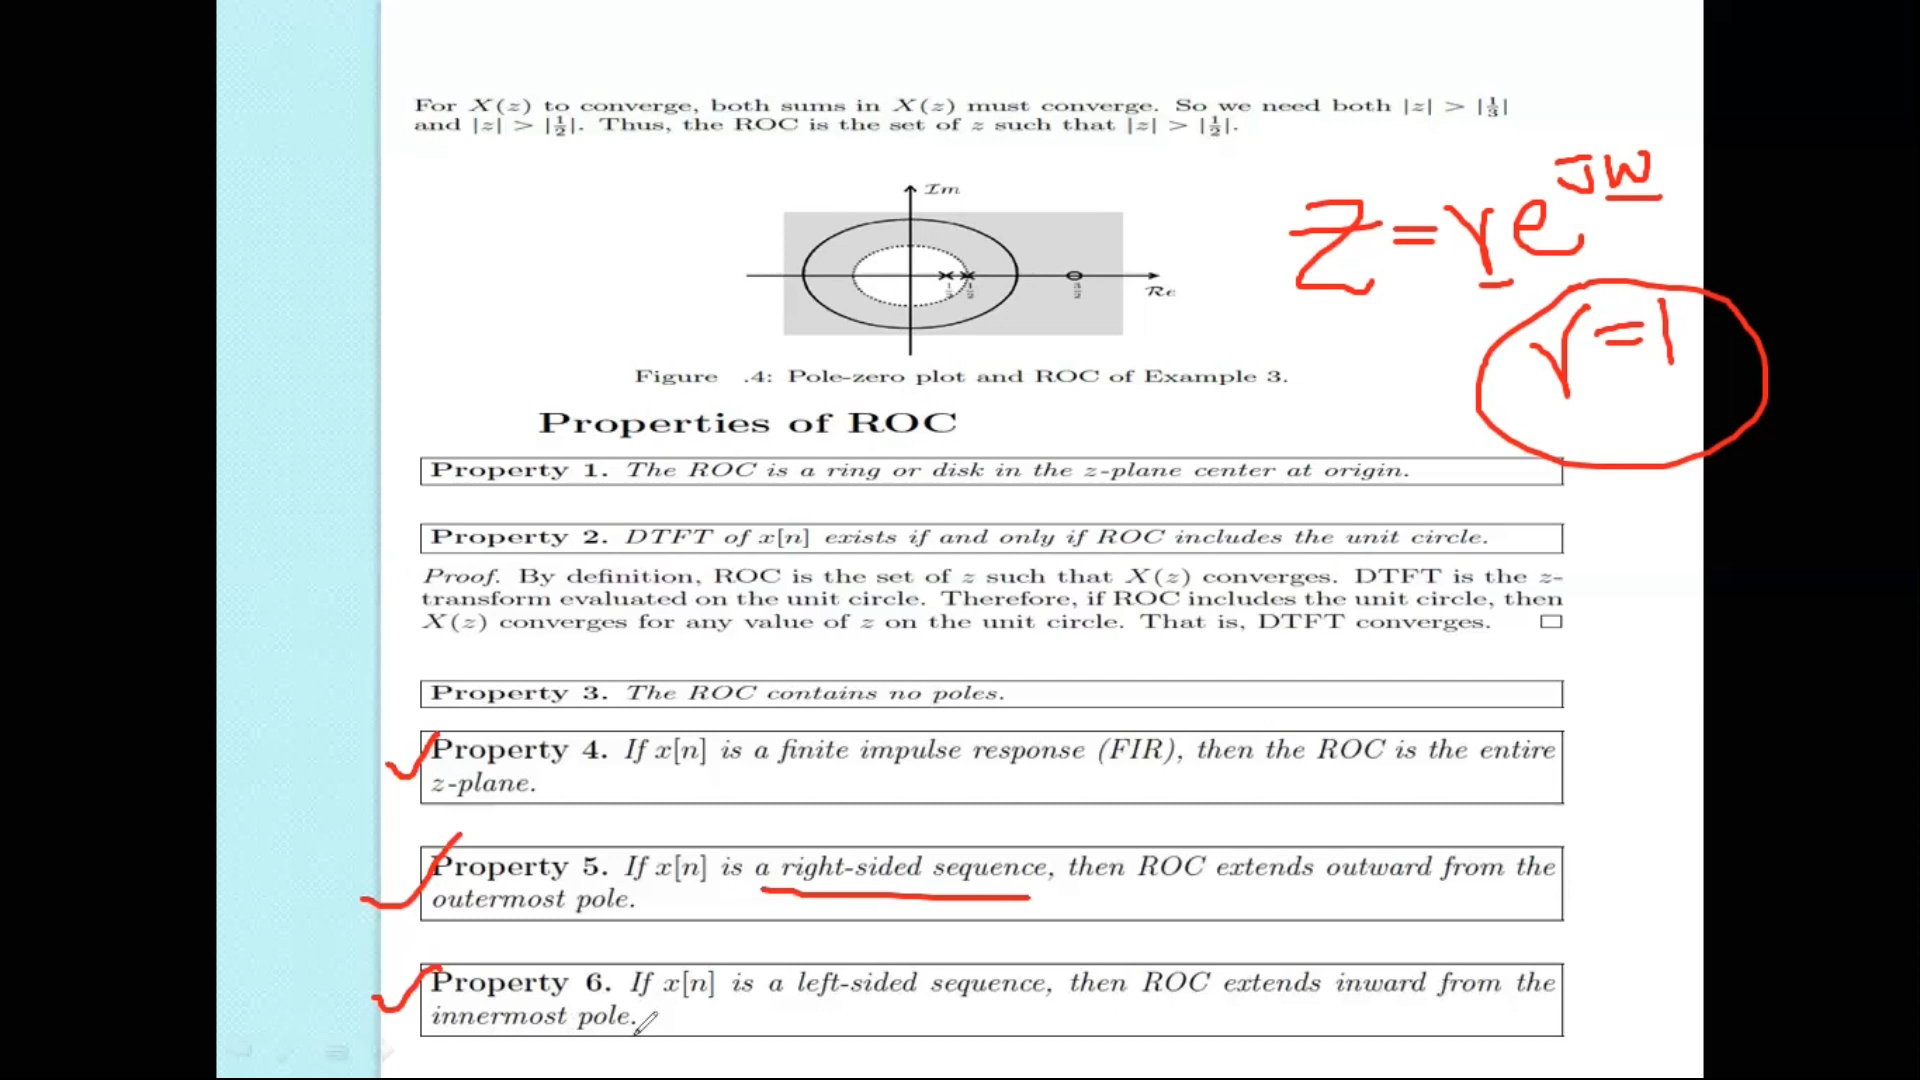 For X(z) to converge, both sums in X(z) must converge. So we need both |z| > |1/3|
and |z| > |1/2|. Thus, the ROC is the set of z such that |z| > |1/2|.
Im
Re
z = re^jw
r = 1
Figure .4: Pole-zero plot and ROC of Example 3.
Properties of ROC
Property 1. The ROC is a ring or disk in the z-plane center at origin.
Property 2. DTFT of x[n] exists if and only if ROC includes the unit circle.
Proof. By definition, ROC is the set of z such that X(z) converges. DTFT is the z-
transform evaluated on the unit circle. Therefore, if ROC includes the unit circle, then
X(z) converges for any value of z on the unit circle. That is, DTFT converges. □
Property 3. The ROC contains no poles.
Property 4. If x[n] is a finite impulse response (FIR), then the ROC is the entire
z-plane.
Property 5. If x[n] is a right-sided sequence, then ROC extends outward from the
outermost pole.
Property 6. If x[n] is a left-sided sequence, then ROC extends inward from the
innermost pole.